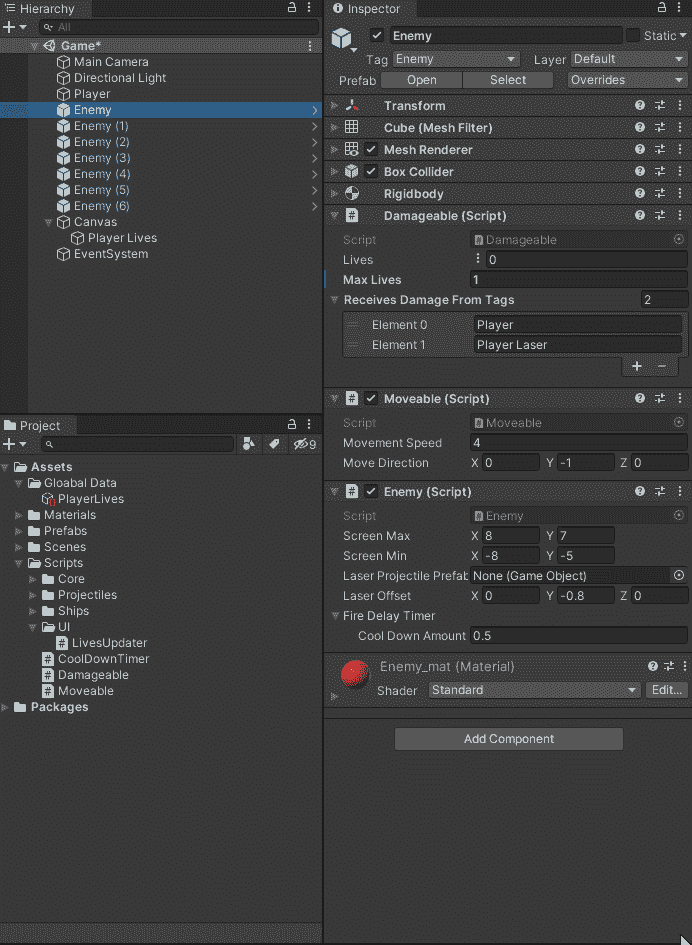 Hierarchy
All
Game*
Main Camera
Directional Light
Player
Enemy
Enemy (1)
Enemy (2)
Enemy (3)
Enemy (4)
Enemy (5)
Enemy (6)
Canvas
Player Lives
EventSystem
Project
9
Assets
Gloabal Data
PlayerLives
Materials
Prefabs
Scenes
Scripts
Core
Projectiles
Ships
UI
LivesUpdater
CoolDownTimer
Damageable
Moveable
Packages
Inspector
Enemy Static
Tag Enemy Layer Default
Prefab Open Select Overrides
Transform
Cube (Mesh Filter)
Mesh Renderer
Box Collider
Rigidbody
# Damageable (Script)
Script # Damageable
Lives 0
Max Lives 1
Receives Damage From Tags 2
Element 0 Player
Element 1 Player Laser
+ −
# Moveable (Script)
Script # Moveable
Movement Speed 4
Move Direction X 0 Y -1 Z 0
# Enemy (Script)
Script # Enemy
Screen Max X 8 Y 7
Screen Min X -8 Y -5
Laser Projectile Prefab None (Game Object)
Laser Offset X 0 Y -0.8 Z 0
Fire Delay Timer
Cool Down Amount 0.5
Enemy_mat (Material)
Shader Standard Edit...
Add Component